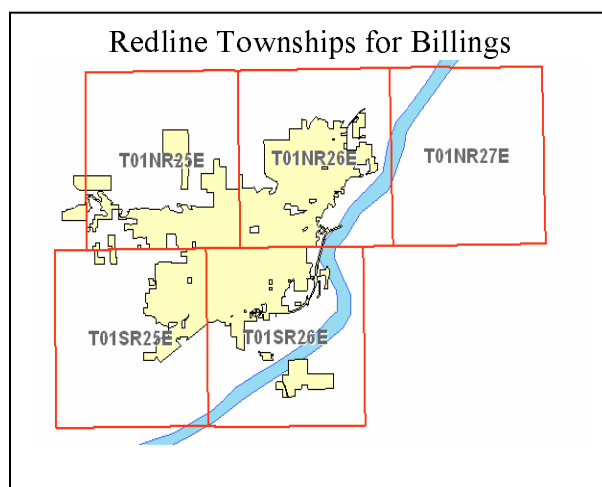 Redline Townships for Billings
T01NR25E
T01NR26E
T01NR27E
T01SR25E
T01SR26E